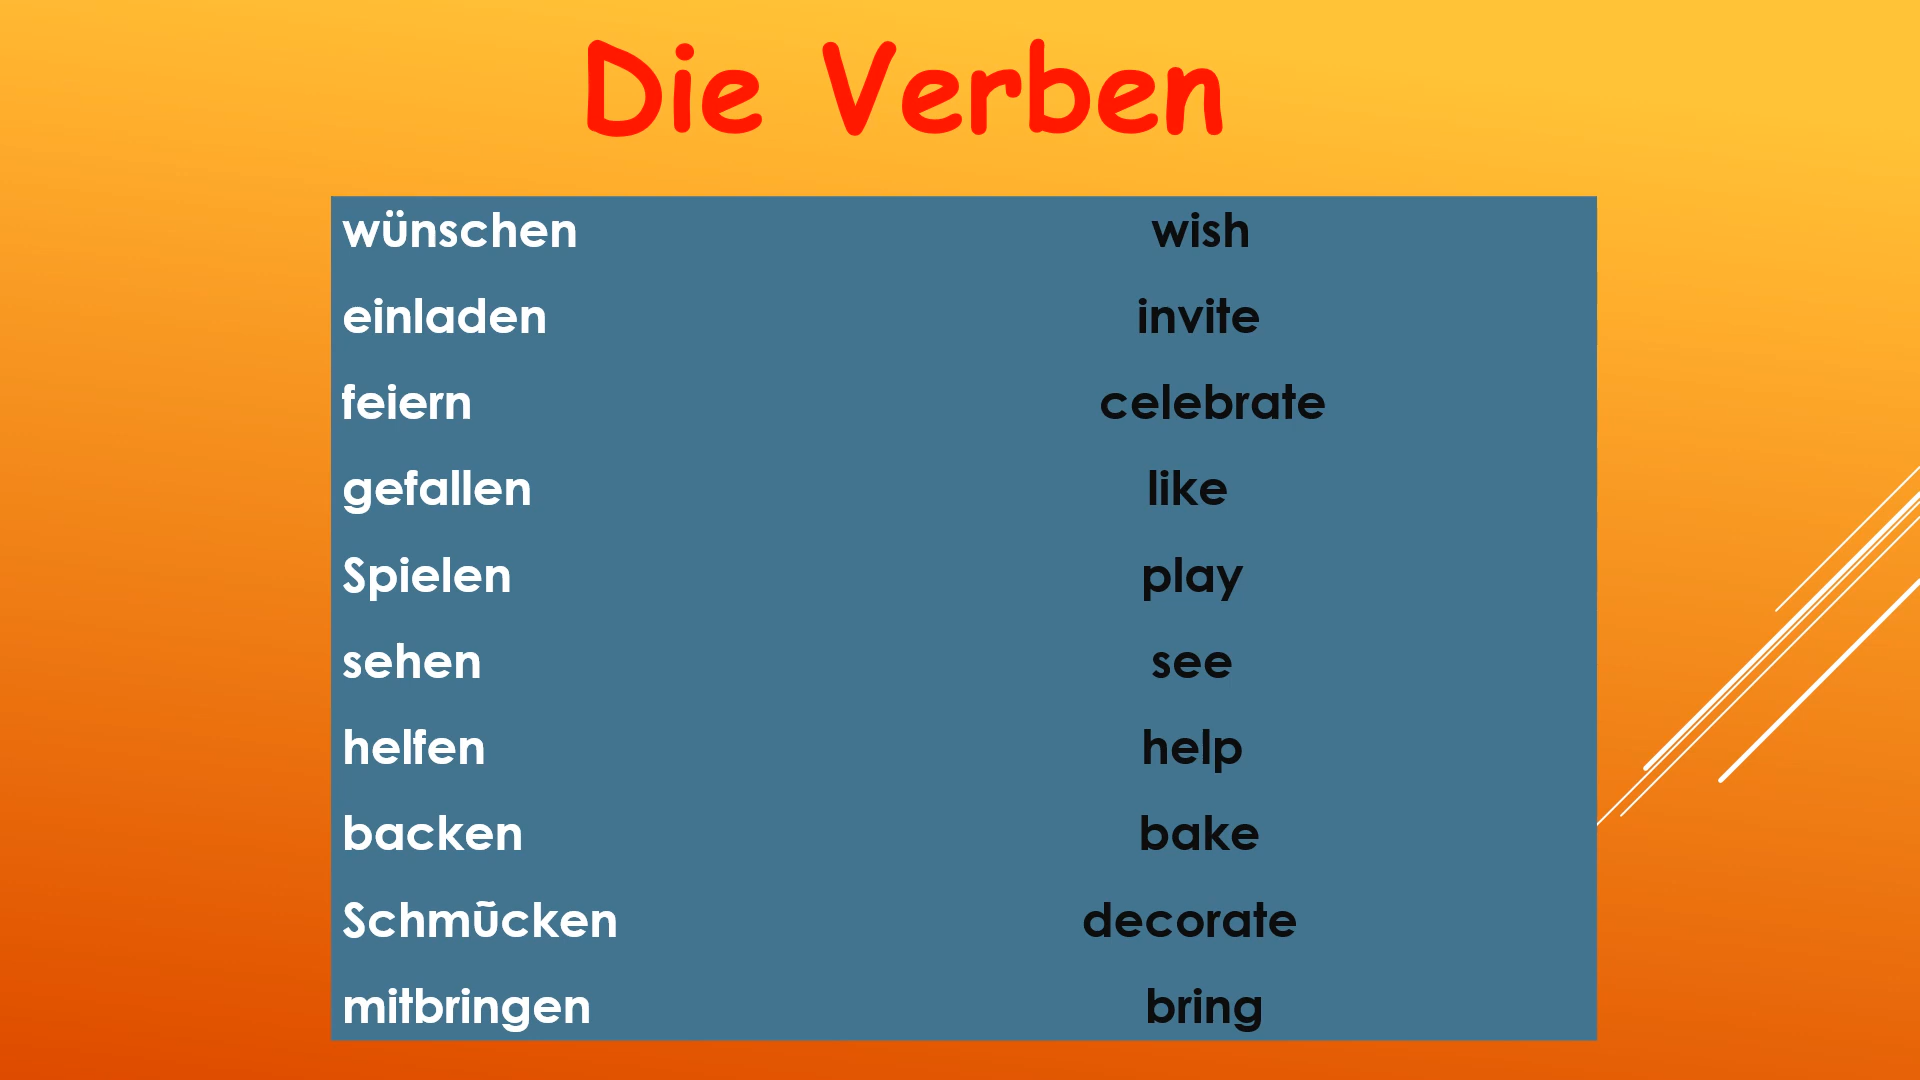 Die Verben
wünschen wish
einladen invite
feiern celebrate
gefallen like
Spielen play
sehen see
helfen help
backen bake
Schmũcken decorate
mitbringen bring